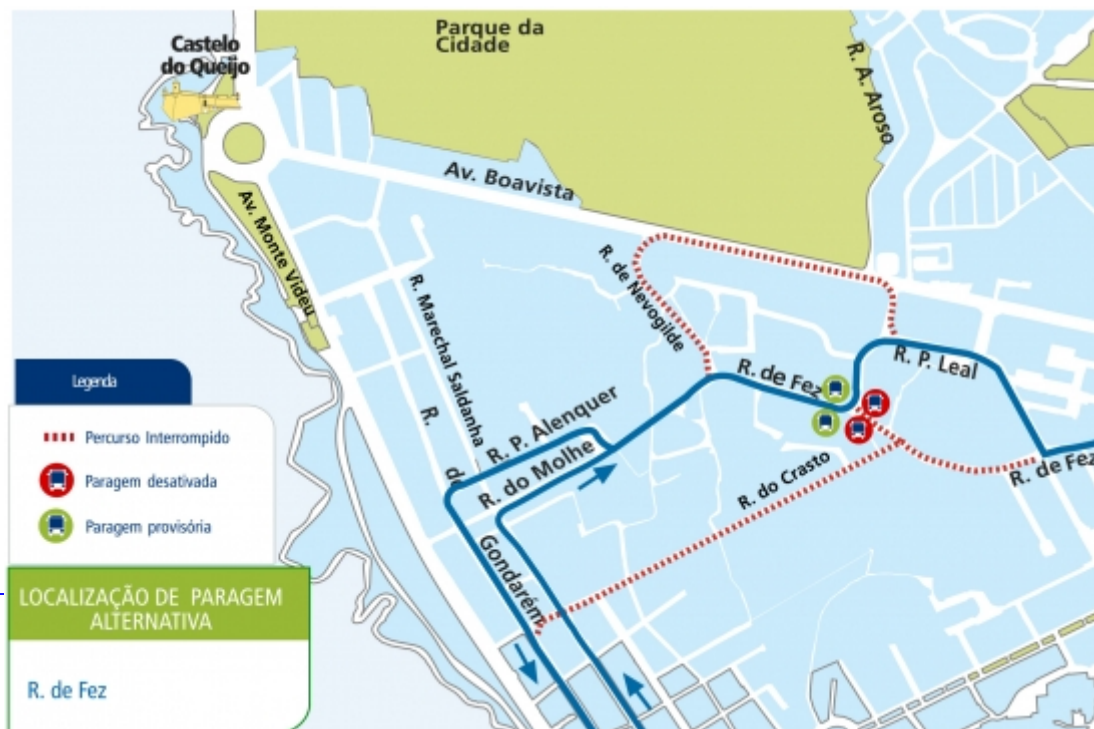 Castelo
do Queijo
Parque da
Cidade
R. A. Aroso
Av. Boavista
Av. Monte Videu
R. de Nevogilde
R. Marechal Saldanha
R. de Gondarém
R. P. Alenquer
R. do Molhe
R. de Fez
R. P. Leal
R. do Crasto
R. de Fez
Legenda
Percurso Interrompido
Paragem desativada
Paragem provisória
LOCALIZAÇÃO DE PARAGEM
ALTERNATIVA
R. de Fez